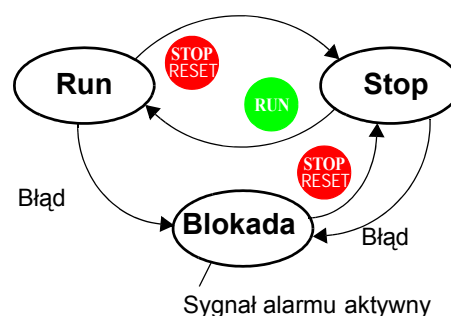 STOP
RESET
Run
Stop
RUN
STOP
RESET
Błąd
Blokada
Błąd
Sygnał alarmu aktywny